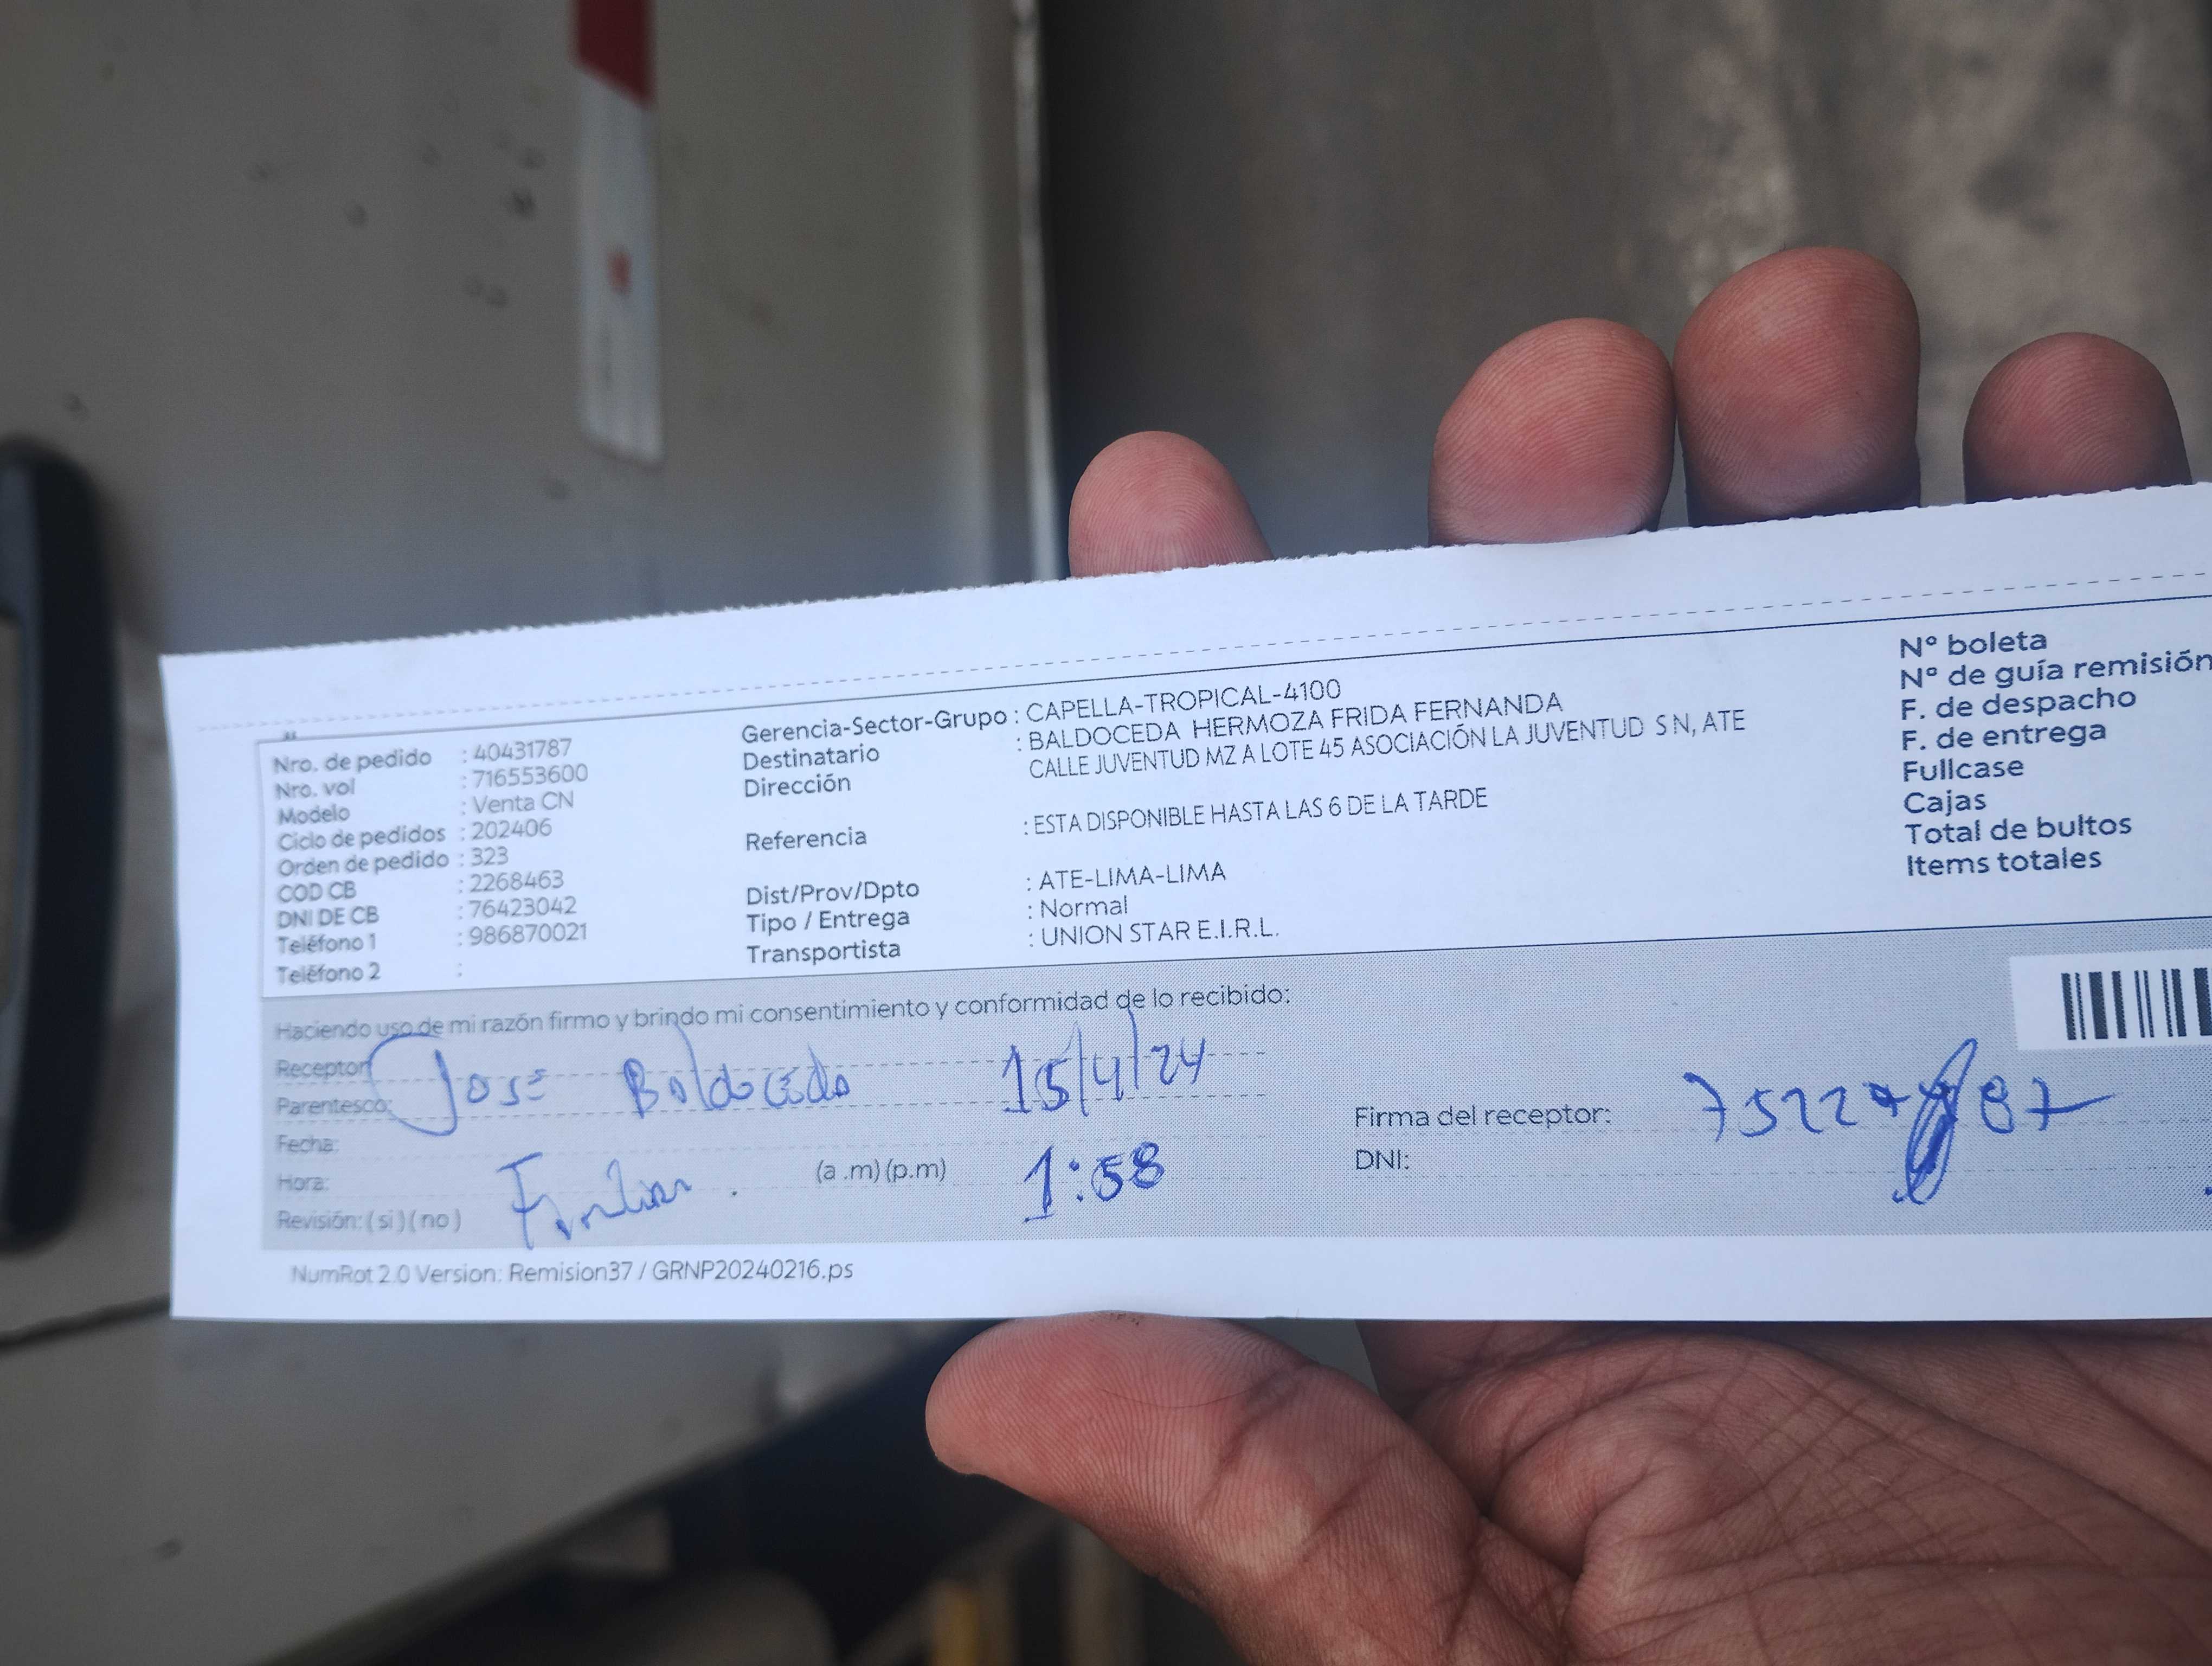 Nro. de pedido : 40431787
Nro. vol : 716553600
Modelo : Venta CN
Ciclo de pedidos : 202406
Orden de pedido : 323
COD CB : 2268463
DNI DE CB : 76423042
Teléfono 1 : 986870021
Teléfono 2 :
Gerencia-Sector-Grupo : CAPELLA-TROPICAL-4100
Destinatario : BALDOCEDA HERMOZA FRIDA FERNANDA
Dirección CALLE JUVENTUD MZ A LOTE 45 ASOCIACIÓN LA JUVENTUD S N, ATE
Referencia : ESTA DISPONIBLE HASTA LAS 6 DE LA TARDE
Dist/Prov/Dpto : ATE-LIMA-LIMA
Tipo / Entrega : Normal
Transportista : UNION STAR E.I.R.L.
Nº boleta
Nº de guía remisión
F. de despacho
F. de entrega
Fullcase
Cajas
Total de bultos
Items totales
Haciendo uso de mi razón firmo y brindo mi consentimiento y conformidad de lo recibido:
Receptor:
Jose Baldoceda 15/4/24
Parentesco:
Fecha:
Hora: (a .m) (p.m) 1:58
Revisión: ( si ) ( no )
Firma del receptor:
DNI:
NumRot 2.0 Version: Remision37 / GRNP20240216.ps